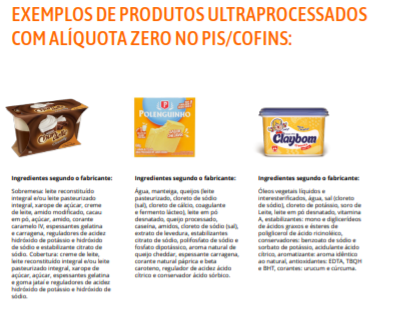 EXEMPLOS DE PRODUTOS ULTRAPROCESSADOS
COM ALÍQUOTA ZERO NO PIS/COFINS:
POLENGUINHO
Claybom
Ingredientes segundo o fabricante:
Sobremesa: leite reconstituído
integral e/ou leite pasteurizado
integral, xarope de açúcar, creme
de leite, amido modificado, cacau
em pó, açúcar, amido, corante
caramelo IV, espessantes gelatina
e carragena, reguladores de acidez
hidróxido de potássio e hidróxido
de sódio e estabilizante citrato de
sódio. Cobertura: creme de leite,
leite reconstituído integral e/ou leite
pasteurizado integral, xarope de
açúcar, açúcar, espessantes gelatina
e goma jataí e reguladores de acidez
hidróxido de potássio e hidróxido de
sódio.
Ingredientes segundo o fabricante:
Água, manteiga, queijos (leite
pasteurizado, cloreto de sódio
(sal), cloreto de cálcio, coagulante
e fermento lácteo), leite em pó
desnatado, queijo processado,
caseína, amidos, cloreto de sódio (sal),
extrato de levedura, estabilizantes
citrato de sódio, polifosfato de sódio e
fosfato dipotássico, aroma natural de
queijo cheddar, espessante carragena,
corante natural páprica e beta
caroteno, regulador de acidez ácido
cítrico e conservador ácido sórbico.
Ingredientes segundo o fabricante:
Óleos vegetais líquidos e
interesterificados, água, sal (cloreto
de sódio), cloreto de potássio, soro de
Leite, leite em pó desnatado, vitamina
A, estabilizantes: mono e diglicerídeos
de ácidos graxos e ésteres de
poliglicerol de ácido ricinoléico,
conservadores: benzoato de sódio e
sorbato de potássio, acidulante ácido
cítrico, aromatizante: aroma idêntico
ao natural, antioxidantes: EDTA, TBQH
e BHT, corantes: urucum e cúrcuma.